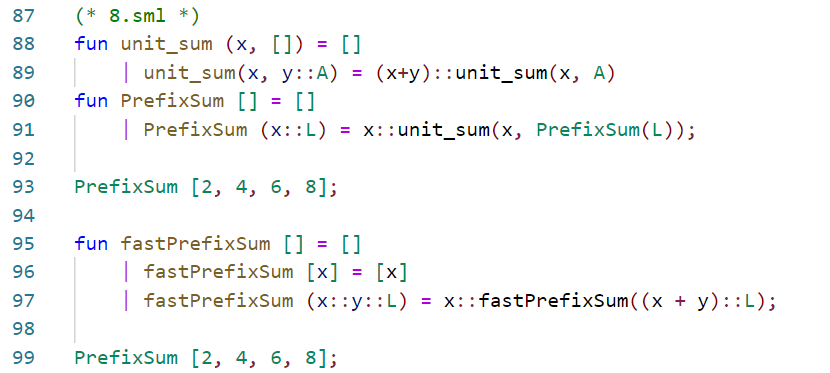 87 (* 8.sml *)
88 fun unit_sum (x, []) = []
89 | unit_sum(x, y::A) = (x+y)::unit_sum(x, A)
90 fun PrefixSum [] = []
91 | PrefixSum (x::L) = x::unit_sum(x, PrefixSum(L));
92
93 PrefixSum [2, 4, 6, 8];
94
95 fun fastPrefixSum [] = []
96 | fastPrefixSum [x] = [x]
97 | fastPrefixSum (x::y::L) = x::fastPrefixSum((x + y)::L);
98
99 PrefixSum [2, 4, 6, 8];